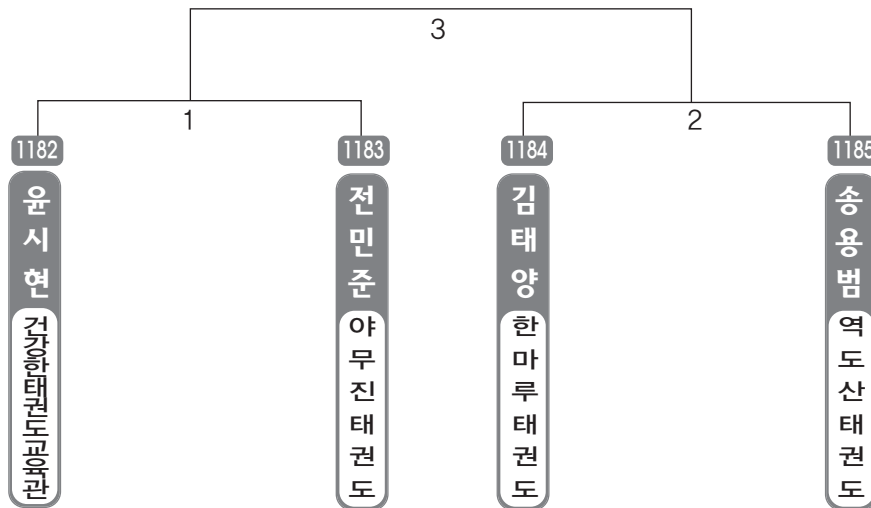 3
1
2
1182
1183
1184
1185
윤시현
전민준
김태양
송용범
건강한태권도교육관
야무진태권도
한마루태권도
역도산태권도